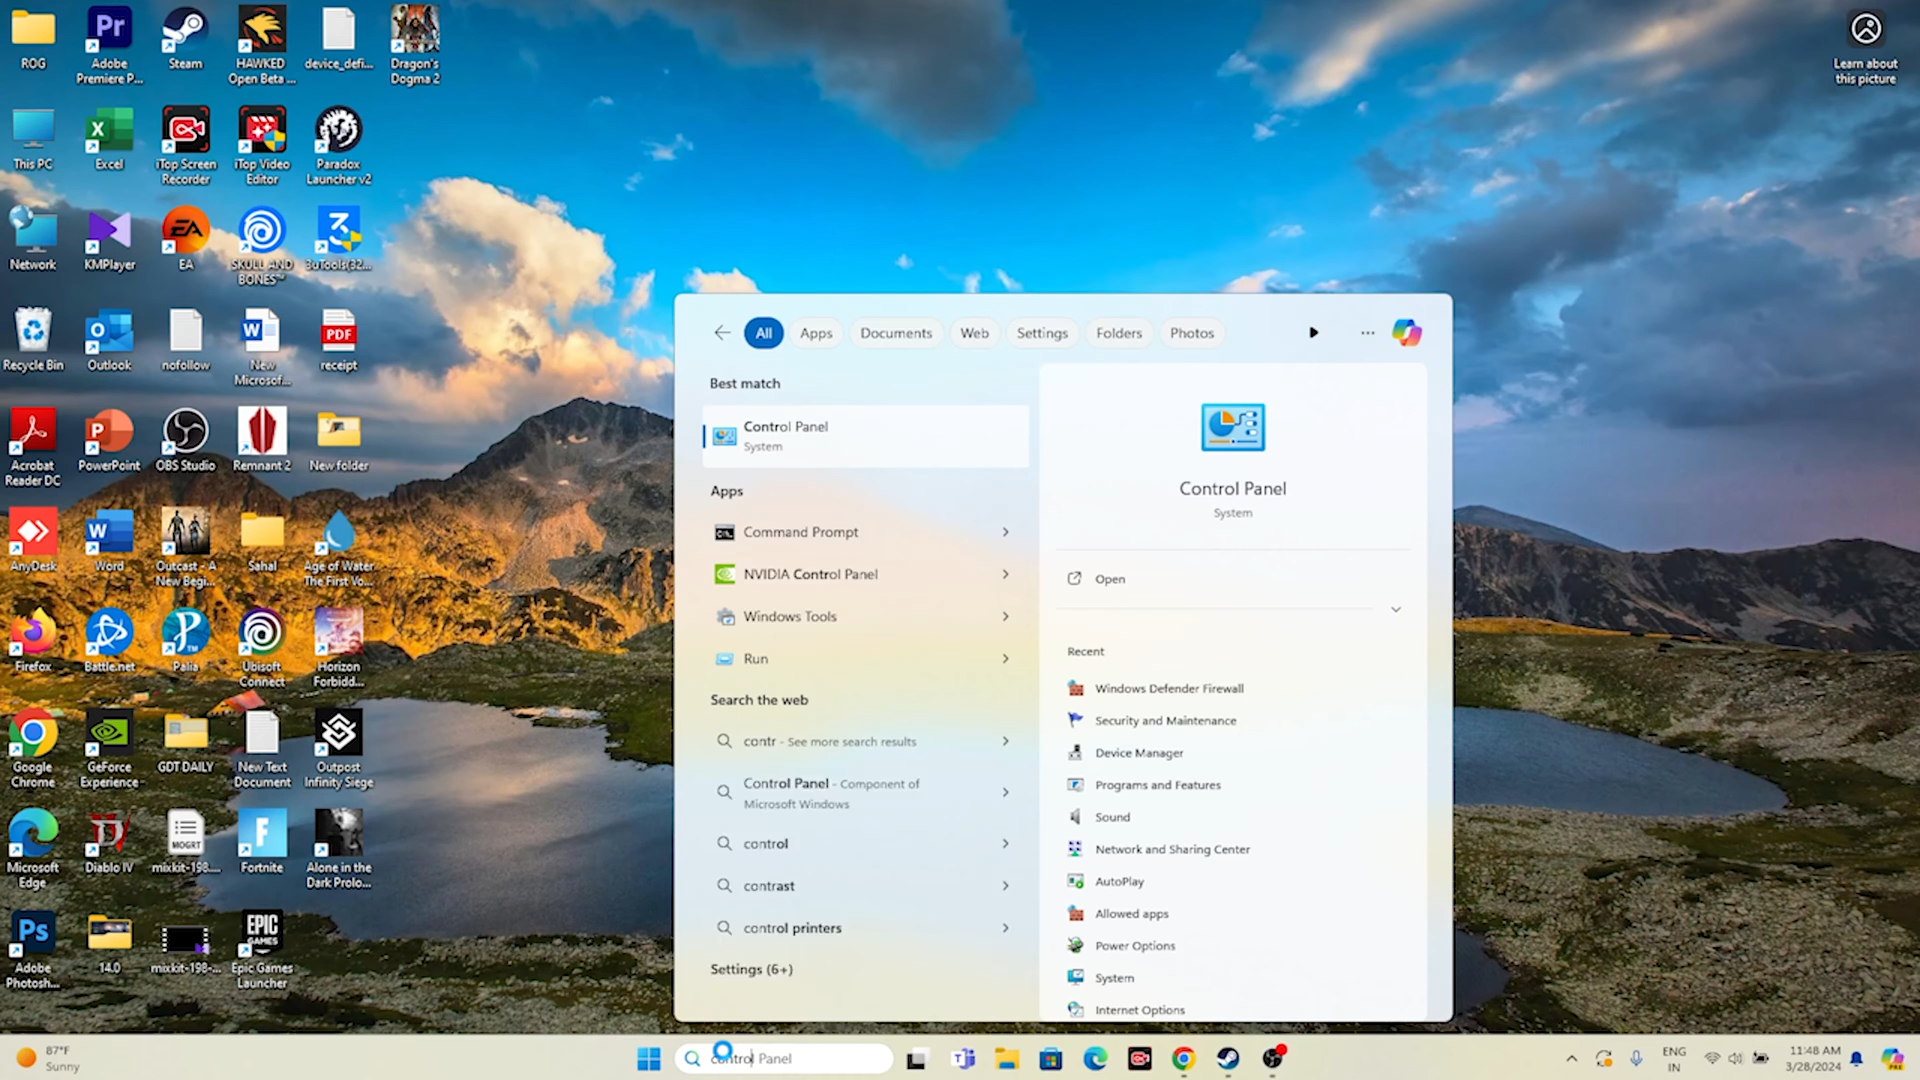 ROG
Adobe
Premiere P...
Steam
HAWKED
Open Beta ...
device_defi...
Dragon's
Dogma 2
Learn about
this picture
This PC
Excel
iTop Screen
Recorder
iTop Video
Editor
Paradox
Launcher v2
Network
KMPlayer
EA
SKULL AND
BONES™
3uTools(32...
Recycle Bin
Outlook
nofollow
New
Microsof...
PDF
receipt
Acrobat
Reader DC
PowerPoint
OBS Studio
Remnant 2
New folder
AnyDesk
Word
Outcast - A
New Begi...
Sahal
Age of Water
The First Vo...
Firefox
Battle.net
Palia
Ubisoft
Connect
Horizon
Forbidd...
Google
Chrome
GeForce
Experience
GDT DAILY
New Text
Document
Outpost
Infinity Siege
Microsoft
Edge
Diablo IV
MOGRT
mixkit-198....
Fortnite
Alone in the
Dark Prolo...
Adobe
Photosh...
14.0
mixkit-198-...
EPIC
GAMES
Epic Games
Launcher
All
Apps
Documents
Web
Settings
Folders
Photos
Best match
Control Panel
System
Apps
Command Prompt
NVIDIA Control Panel
Windows Tools
Run
Search the web
contr - See more search results
Control Panel - Component of
Microsoft Windows
control
contrast
control printers
Settings (6+)
Control Panel
System
Open
Recent
Windows Defender Firewall
Security and Maintenance
Device Manager
Programs and Features
Sound
Network and Sharing Center
AutoPlay
Allowed apps
Power Options
System
Internet Options
87°F
Sunny
control Panel
ENG
IN
11:48 AM
3/28/2024